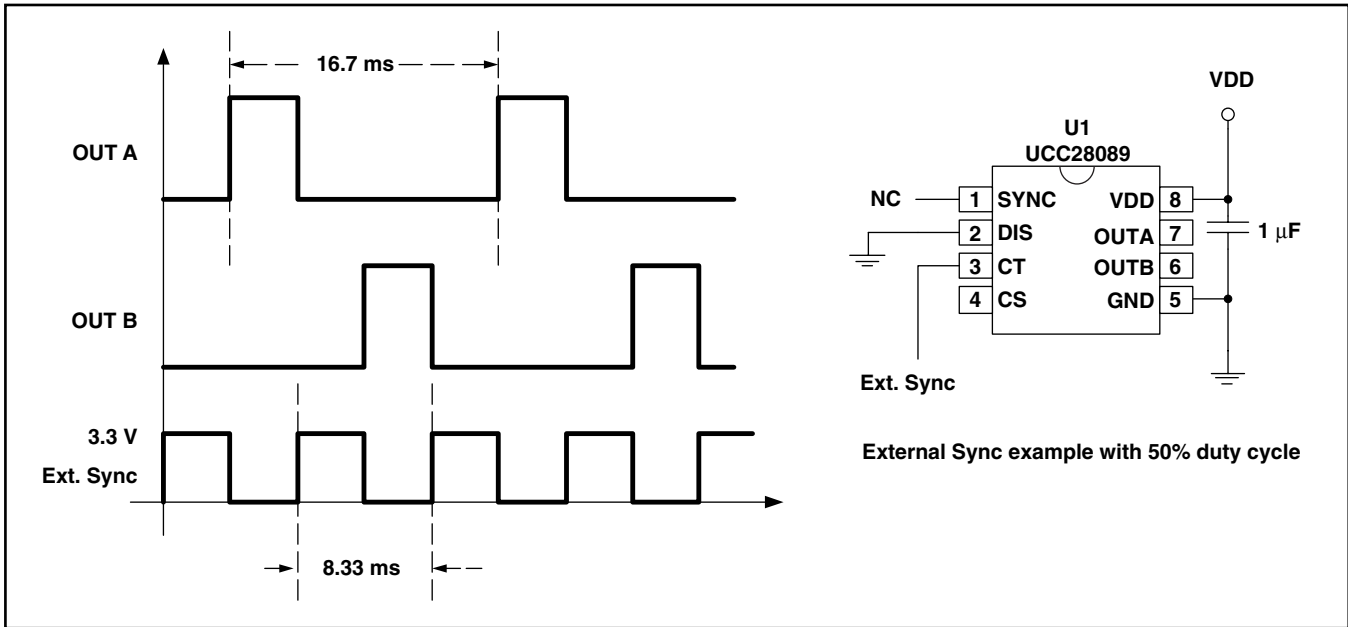 16.7 ms
OUT A
OUT B
3.3 V
Ext. Sync
8.33 ms
VDD
U1
UCC28089
NC
1 SYNC
VDD 8
2 DIS
OUTA 7
1 μF
3 CT
OUTB 6
4 CS
GND 5
Ext. Sync
External Sync example with 50% duty cycle